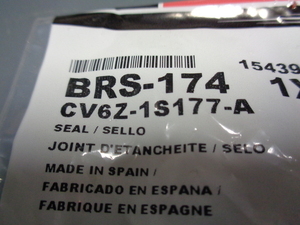 15439
BRS-174 1X
CV6Z-1S177-A
SEAL / SELLO
JOINT D'ETANCHEITE / SELO
MADE IN SPAIN /
FABRICADO EN ESPANA /
FABRIQUE EN ESPAGNE